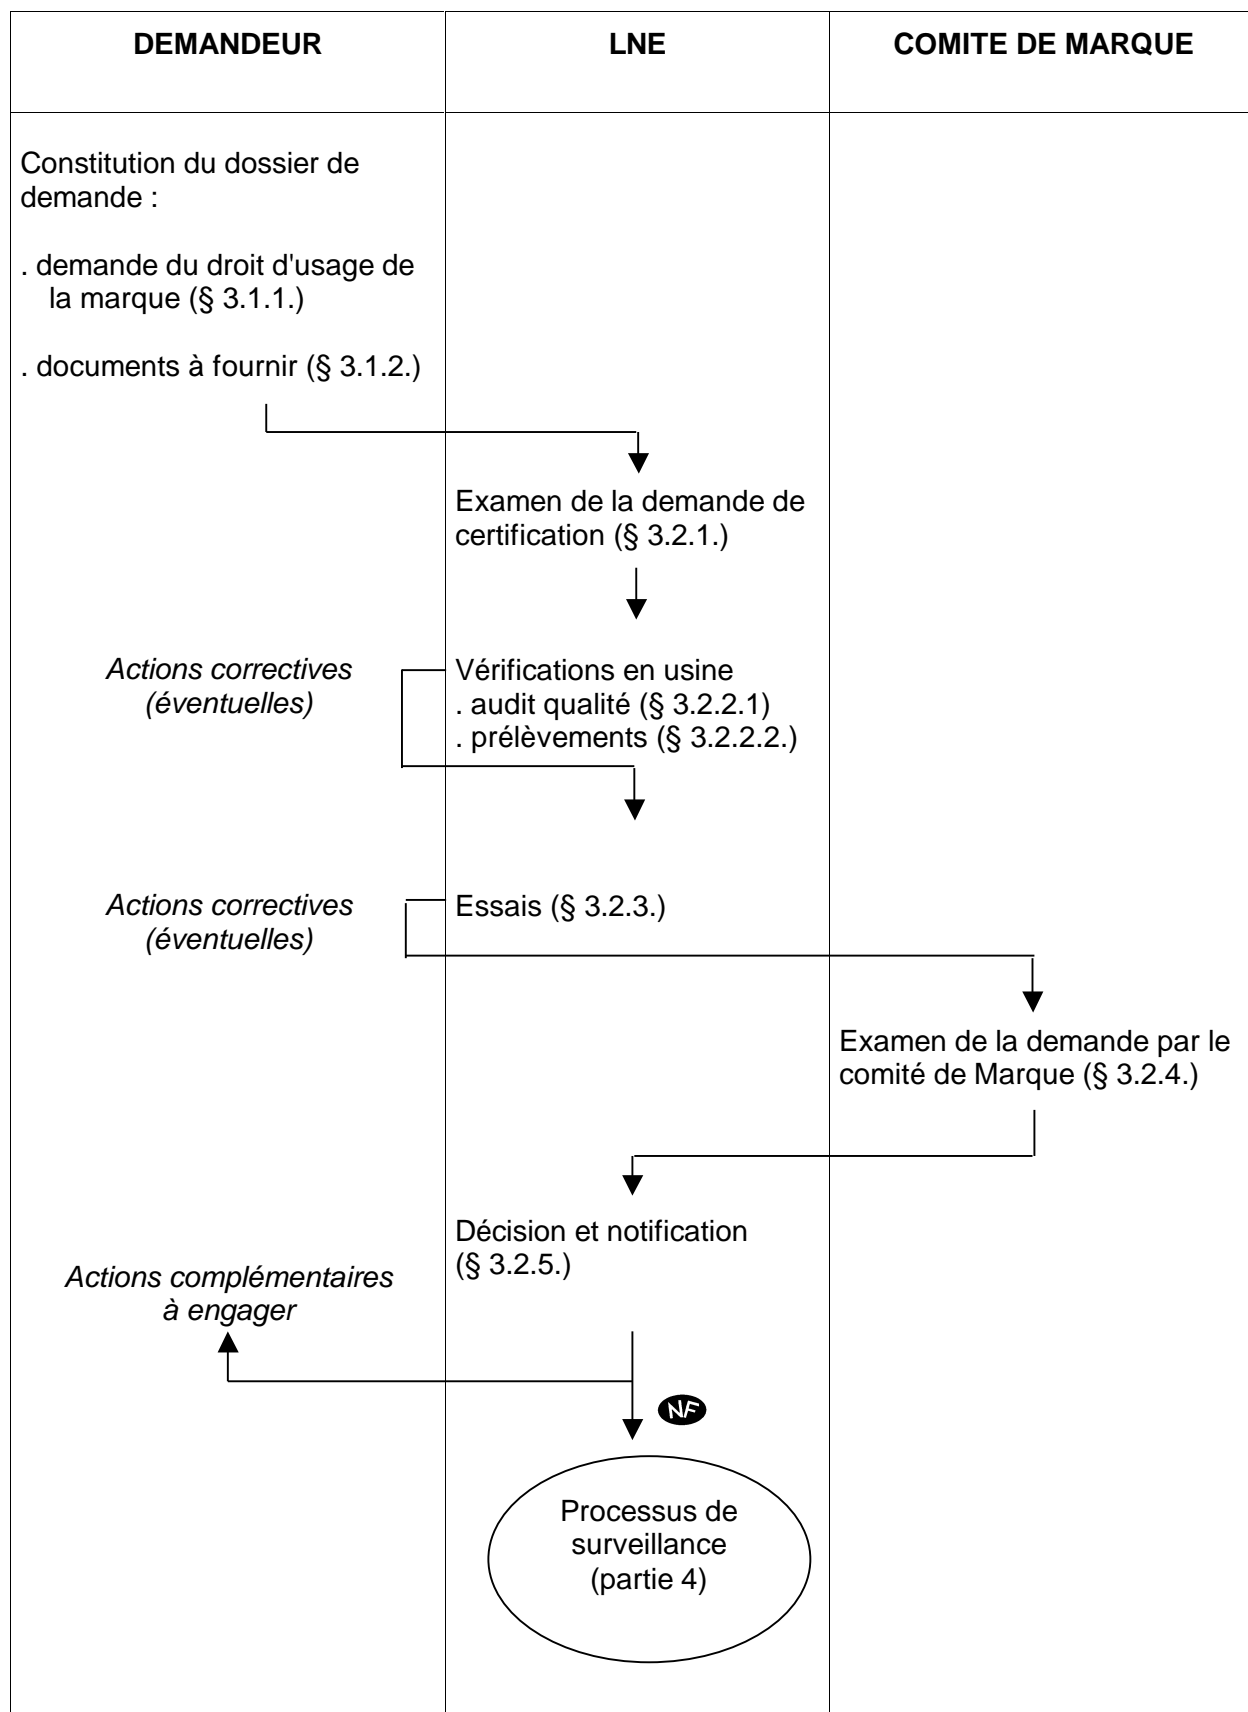 DEMANDEUR
LNE
COMITE DE MARQUE
Constitution du dossier de
demande :
. demande du droit d'usage de
la marque (§ 3.1.1.)
. documents à fournir (§ 3.1.2.)
Examen de la demande de
certification (§ 3.2.1.)
Actions correctives
(éventuelles)
Vérifications en usine
. audit qualité (§ 3.2.2.1)
. prélèvements (§ 3.2.2.2.)
Actions correctives
(éventuelles)
Essais (§ 3.2.3.)
Examen de la demande par le
comité de Marque (§ 3.2.4.)
Décision et notification
(§ 3.2.5.)
Actions complémentaires
à engager
NF
Processus de
surveillance
(partie 4)